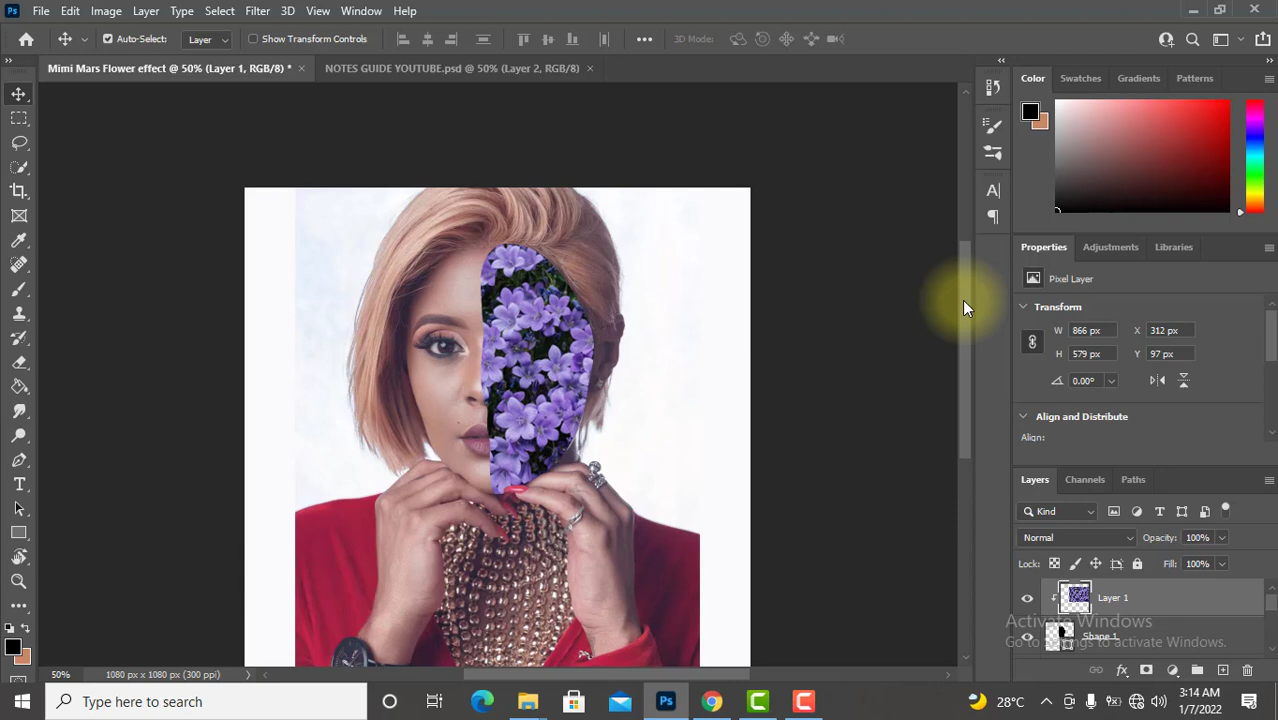 Ps File Edit Image Layer Type Select Filter 3D View Window Help
Auto-Select: Layer Show Transform Controls 3D Mode:
Mimi Mars Flower effect @ 50% (Layer 1, RGB/8) * NOTES GUIDE YOUTUBE.psd @ 50% (Layer 2, RGB/8)
Color Swatches Gradients Patterns
Properties Adjustments Libraries
Pixel Layer
Transform
W 866 px X 312 px
H 579 px Y 97 px
0.00°
Align and Distribute
Align:
Layers Channels Paths
Kind
Normal Opacity: 100%
Lock: Fill: 100%
Layer 1
Activate Windows
Shape 1
Go to Settings to activate Windows.
50% 1080 px x 1080 px (300 ppi)
Type here to search
Ps
28°C
3:14 AM
1/7/2022